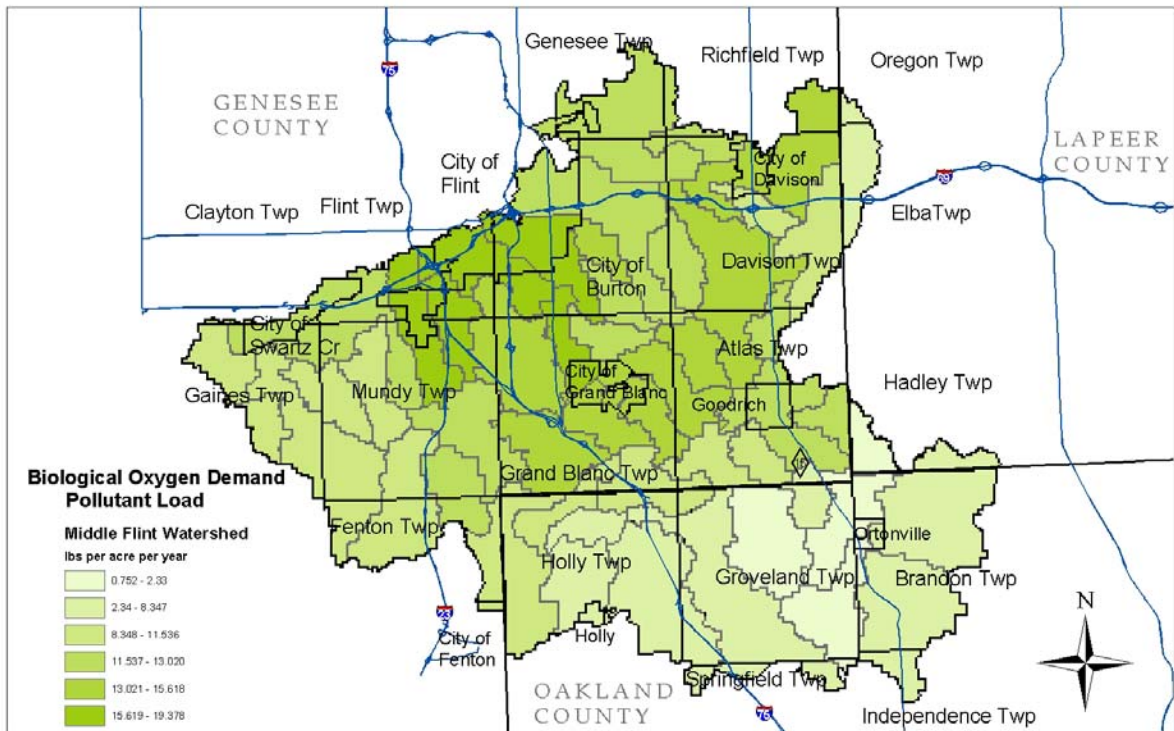 Genesee Twp
Richfield Twp
Oregon Twp
75
GENESEE
COUNTY
LAPEER
COUNTY
City of
Flint
City of
Davison
69
Clayton Twp
Flint Twp
ElbaTwp
City of
Burton
Davison Twp
City of
Swartz Cr
Atlas Twp
Gaines Twp
Mundy Twp
City of
Grand Blanc
Goodrich
Hadley Twp
15
Grand Blanc Twp
Biological Oxygen Demand
Pollutant Load
Middle Flint Watershed
lbs per acre per year
0.752 - 2.33
2.34 - 8.347
8.348 - 11.536
11.537 - 13.020
13.021 - 15.618
15.619 - 19.378
Fenton Twp
Ortonville
Holly Twp
Groveland Twp
Brandon Twp
23
City of
Fenton
Holly
N
OAKLAND
COUNTY
Springfield Twp
75
Independence Twp